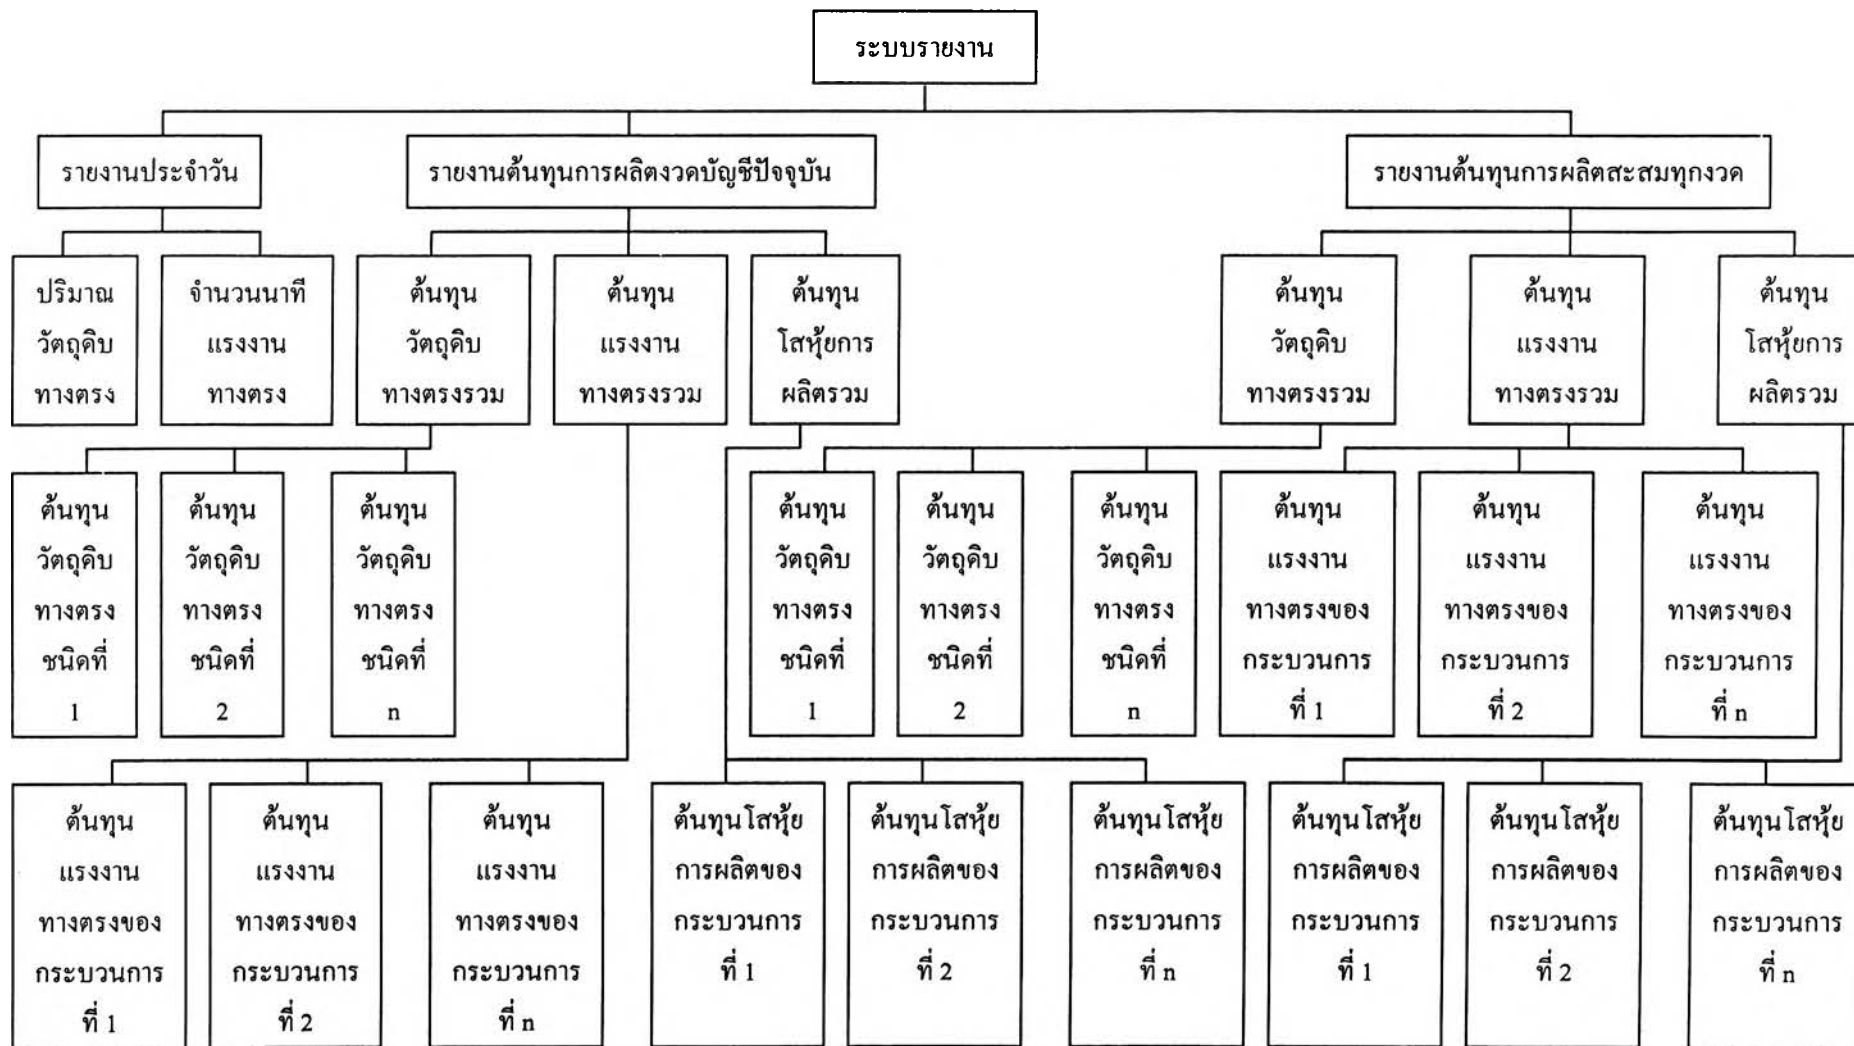 ระบบรายงาน
รายงานประจำวัน
รายงานต้นทุนการผลิตงวดบัญชีปัจจุบัน
รายงานต้นทุนการผลิตสะสมทุกงวด
ปริมาณ
วัตถุดิบ
ทางตรง
จำนวนนาที
แรงงาน
ทางตรง
ต้นทุน
วัตถุดิบ
ทางตรงรวม
ต้นทุน
แรงงาน
ทางตรงรวม
ต้นทุน
โสหุ้ยการ
ผลิตรวม
ต้นทุน
วัตถุดิบ
ทางตรงรวม
ต้นทุน
แรงงาน
ทางตรงรวม
ต้นทุน
โสหุ้ยการ
ผลิตรวม
ต้นทุน
วัตถุดิบ
ทางตรง
ชนิดที่
1
ต้นทุน
วัตถุดิบ
ทางตรง
ชนิดที่
2
ต้นทุน
วัตถุดิบ
ทางตรง
ชนิดที่
n
ต้นทุน
วัตถุดิบ
ทางตรง
ชนิดที่
1
ต้นทุน
วัตถุดิบ
ทางตรง
ชนิดที่
2
ต้นทุน
วัตถุดิบ
ทางตรง
ชนิดที่
n
ต้นทุน
แรงงาน
ทางตรงของ
กระบวนการ
ที่ 1
ต้นทุน
แรงงาน
ทางตรงของ
กระบวนการ
ที่ 2
ต้นทุน
แรงงาน
ทางตรงของ
กระบวนการ
ที่ n
ต้นทุน
แรงงาน
ทางตรงของ
กระบวนการ
ที่ 1
ต้นทุน
แรงงาน
ทางตรงของ
กระบวนการ
ที่ 2
ต้นทุน
แรงงาน
ทางตรงของ
กระบวนการ
ที่ n
ต้นทุนโสหุ้ย
การผลิตของ
กระบวนการ
ที่ 1
ต้นทุนโสหุ้ย
การผลิตของ
กระบวนการ
ที่ 2
ต้นทุนโสหุ้ย
การผลิตของ
กระบวนการ
ที่ n
ต้นทุนโสหุ้ย
การผลิตของ
กระบวนการ
ที่ 1
ต้นทุนโสหุ้ย
การผลิตของ
กระบวนการ
ที่ 2
ต้นทุนโสหุ้ย
การผลิตของ
กระบวนการ
ที่ n